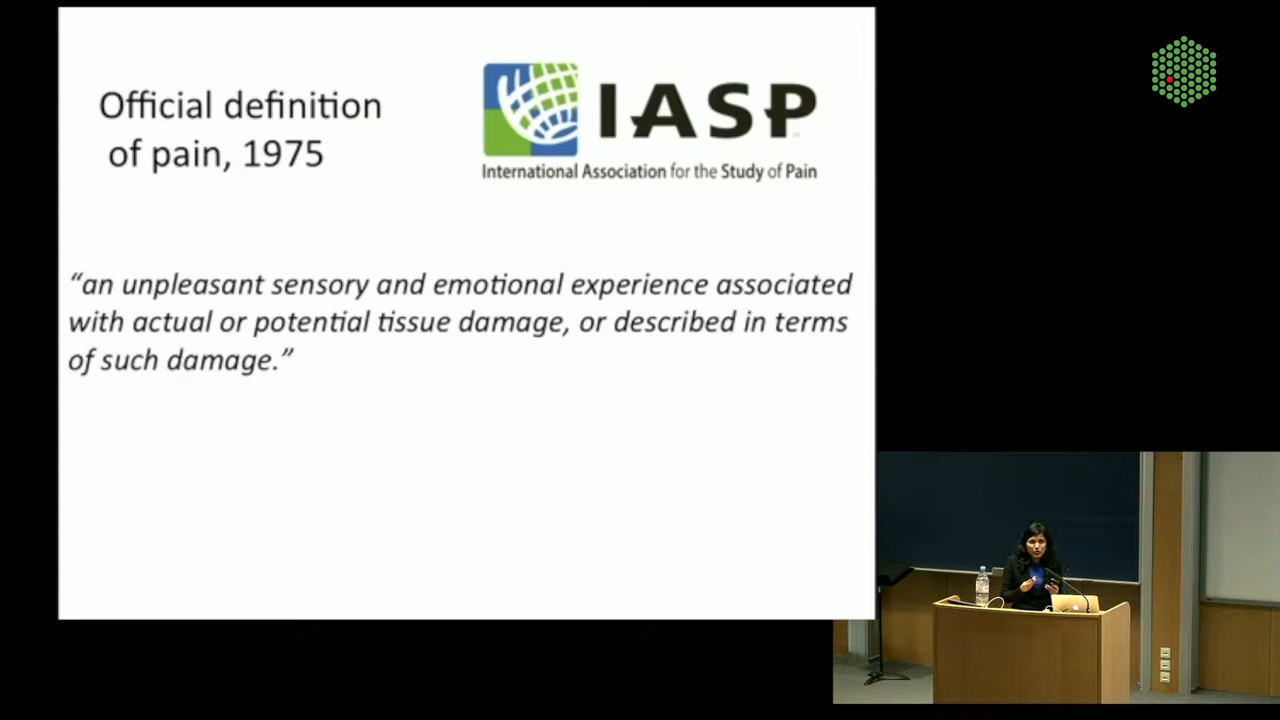 Official definition
of pain, 1975
IASP
International Association for the Study of Pain
“an unpleasant sensory and emotional experience associated
with actual or potential tissue damage, or described in terms
of such damage.”